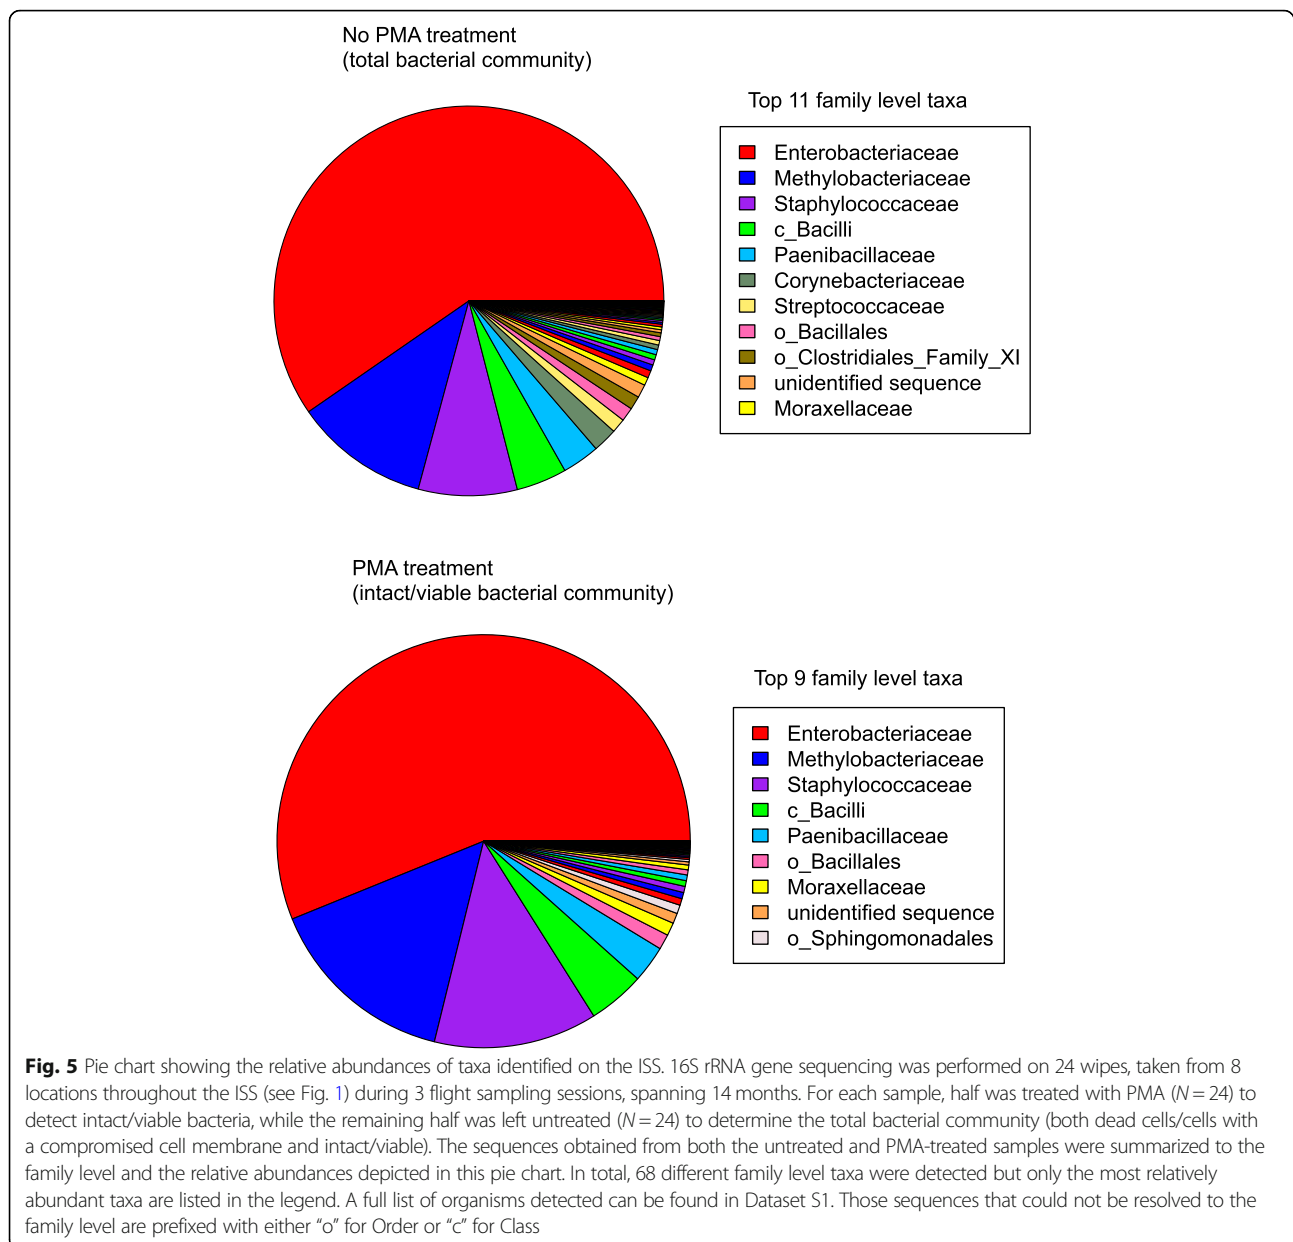 No PMA treatment
(total bacterial community)
Top 11 family level taxa
Enterobacteriaceae
Methylobacteriaceae
Staphylococcaceae
c_Bacilli
Paenibacillaceae
Corynebacteriaceae
Streptococcaceae
o_Bacillales
o_Clostridiales_Family_XI
unidentified sequence
Moraxellaceae
PMA treatment
(intact/viable bacterial community)
Top 9 family level taxa
Enterobacteriaceae
Methylobacteriaceae
Staphylococcaceae
c_Bacilli
Paenibacillaceae
o_Bacillales
Moraxellaceae
unidentified sequence
o_Sphingomonadales
Fig. 5 Pie chart showing the relative abundances of taxa identified on the ISS. 16S rRNA gene sequencing was performed on 24 wipes, taken from 8
locations throughout the ISS (see Fig. 1) during 3 flight sampling sessions, spanning 14 months. For each sample, half was treated with PMA (N = 24) to
detect intact/viable bacteria, while the remaining half was left untreated (N = 24) to determine the total bacterial community (both dead cells/cells with
a compromised cell membrane and intact/viable). The sequences obtained from both the untreated and PMA-treated samples were summarized to the
family level and the relative abundances depicted in this pie chart. In total, 68 different family level taxa were detected but only the most relatively
abundant taxa are listed in the legend. A full list of organisms detected can be found in Dataset S1. Those sequences that could not be resolved to the
family level are prefixed with either “o” for Order or “c” for Class